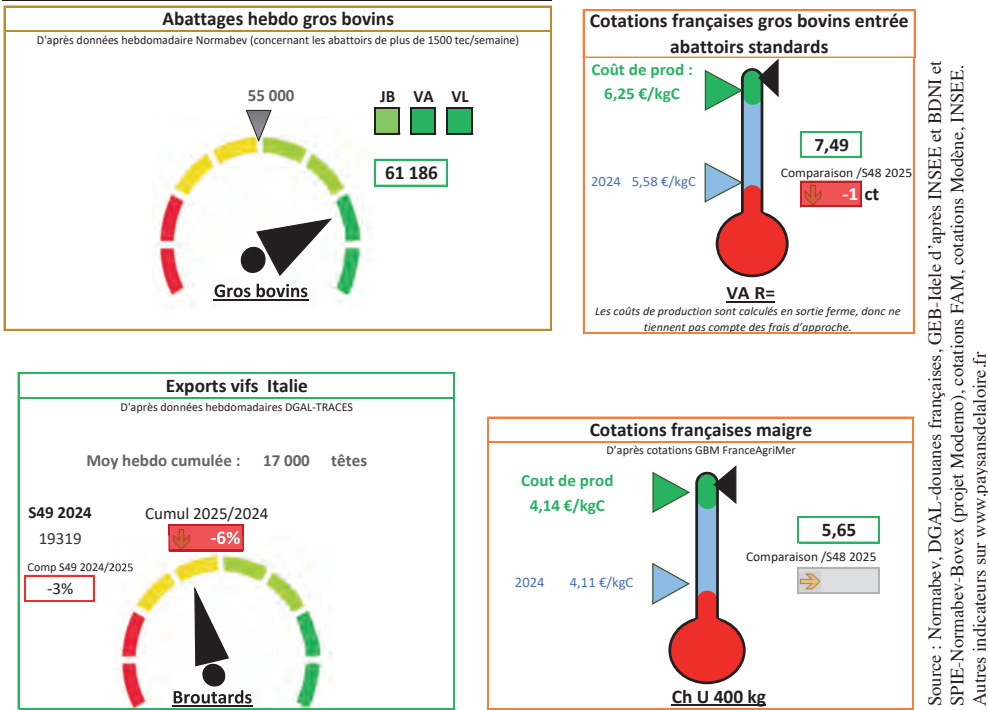 Abattages hebdo gros bovins
D'après données hebdomadaire Normabev (concernant les abattoirs de plus de 1500 tec/semaine)
55 000
JB VA VL
61 186
Gros bovins
Cotations françaises gros bovins entrée
abattoirs standards
Coût de prod :
6,25 €/kgC
7,49
Comparaison /S48 2025
2024 5,58 €/kgC
-1 ct
VA R=
Les coûts de production sont calculés en sortie ferme, donc ne
tiennent pas compte des frais d'approche.
Exports vifs Italie
D'après données hebdomadaires DGAL-TRACES
Moy hebdo cumulée : 17 000 têtes
S49 2024
19319
Comp S49 2024/2025
-3%
Cumul 2025/2024
-6%
Broutards
Cotations françaises maigre
D'après cotations GBM FranceAgriMer
Cout de prod
4,14 €/kgC
5,65
Comparaison /S48 2025
2024 4,11 €/kgC
Ch U 400 kg
Source : Normabev, DGAL-douanes françaises, GEB-Idele d'après INSEE et BDNI et
SPIE-Normabev-Bovex (projet Modemo), cotations FAM, cotations Modène, INSEE.
Autres indicateurs sur www.paysansdelaloire.fr